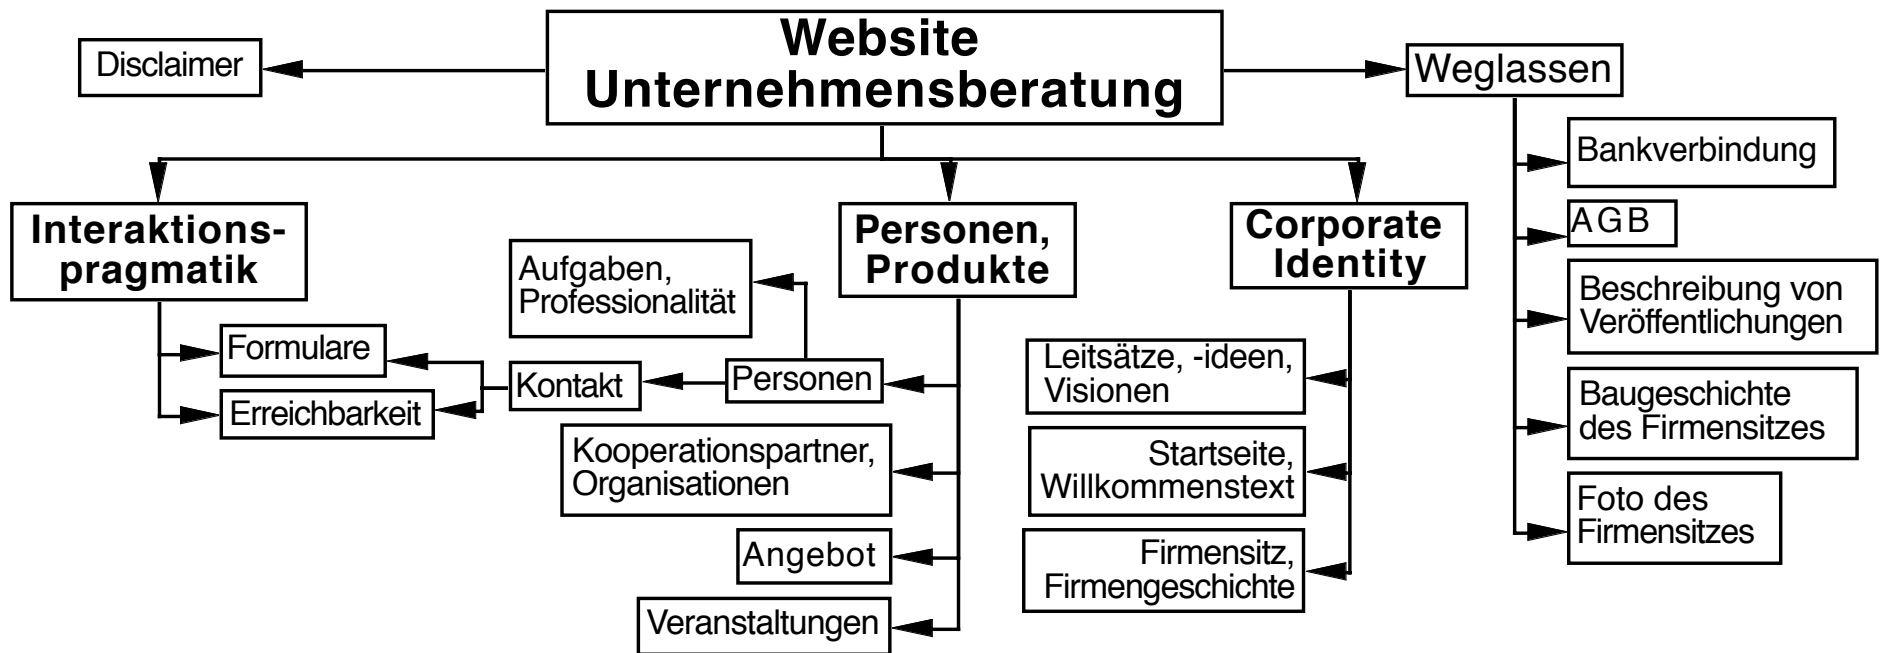 Website
Unternehmensberatung
Disclaimer
Weglassen
Bankverbindung
AGB
Beschreibung von
Veröffentlichungen
Baugeschichte
des Firmensitzes
Foto des
Firmensitzes
Interaktions-
pragmatik
Formulare
Erreichbarkeit
Personen,
Produkte
Aufgaben,
Professionalität
Personen
Kontakt
Kooperationspartner,
Organisationen
Angebot
Veranstaltungen
Corporate
Identity
Leitsätze, -ideen,
Visionen
Startseite,
Willkommenstext
Firmensitz,
Firmengeschichte